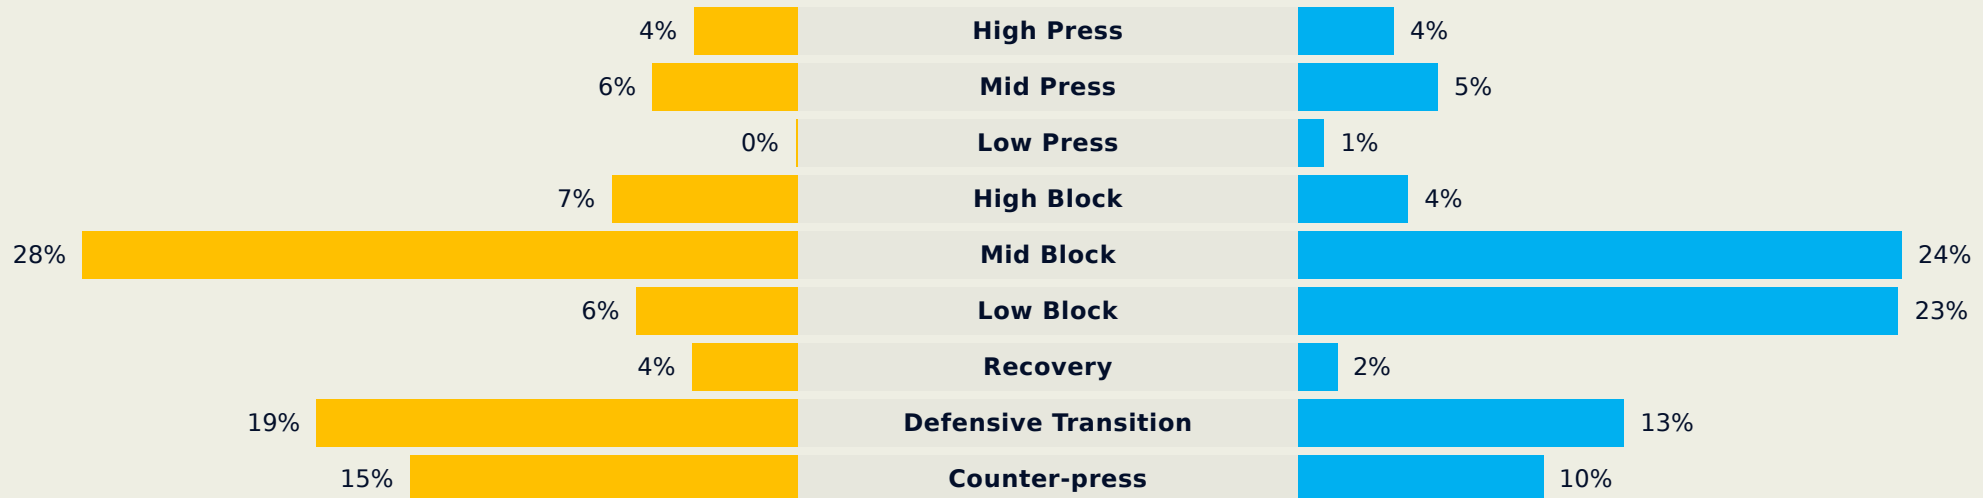 4% High Press 4%
6% Mid Press 5%
0% Low Press 1%
7% High Block 4%
28% Mid Block 24%
6% Low Block 23%
4% Recovery 2%
19% Defensive Transition 13%
15% Counter-press 10%